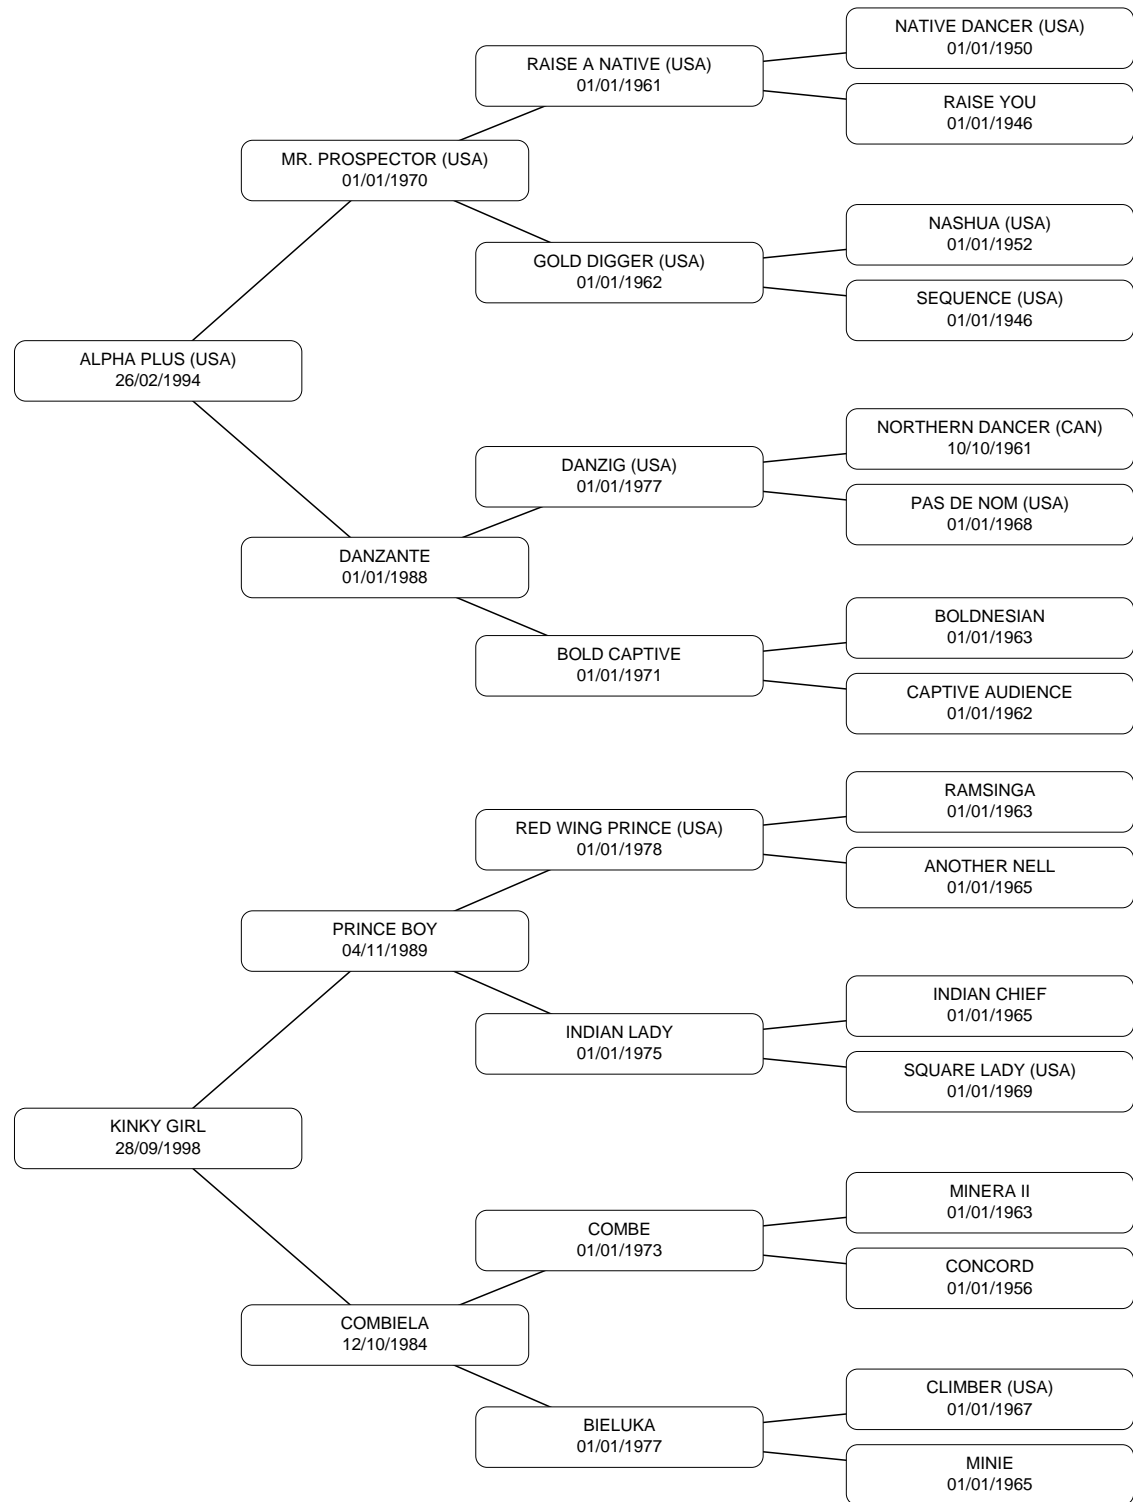 NATIVE DANCER (USA)
01/01/1950
RAISE A NATIVE (USA)
01/01/1961
RAISE YOU
01/01/1946
MR. PROSPECTOR (USA)
01/01/1970
NASHUA (USA)
01/01/1952
GOLD DIGGER (USA)
01/01/1962
SEQUENCE (USA)
01/01/1946
ALPHA PLUS (USA)
26/02/1994
NORTHERN DANCER (CAN)
10/10/1961
DANZIG (USA)
01/01/1977
PAS DE NOM (USA)
01/01/1968
DANZANTE
01/01/1988
BOLDNESIAN
01/01/1963
BOLD CAPTIVE
01/01/1971
CAPTIVE AUDIENCE
01/01/1962
RAMSINGA
01/01/1963
RED WING PRINCE (USA)
01/01/1978
ANOTHER NELL
01/01/1965
PRINCE BOY
04/11/1989
INDIAN CHIEF
01/01/1965
INDIAN LADY
01/01/1975
SQUARE LADY (USA)
01/01/1969
KINKY GIRL
28/09/1998
MINERA II
01/01/1963
COMBE
01/01/1973
CONCORD
01/01/1956
COMBIELA
12/10/1984
CLIMBER (USA)
01/01/1967
BIELUKA
01/01/1977
MINIE
01/01/1965